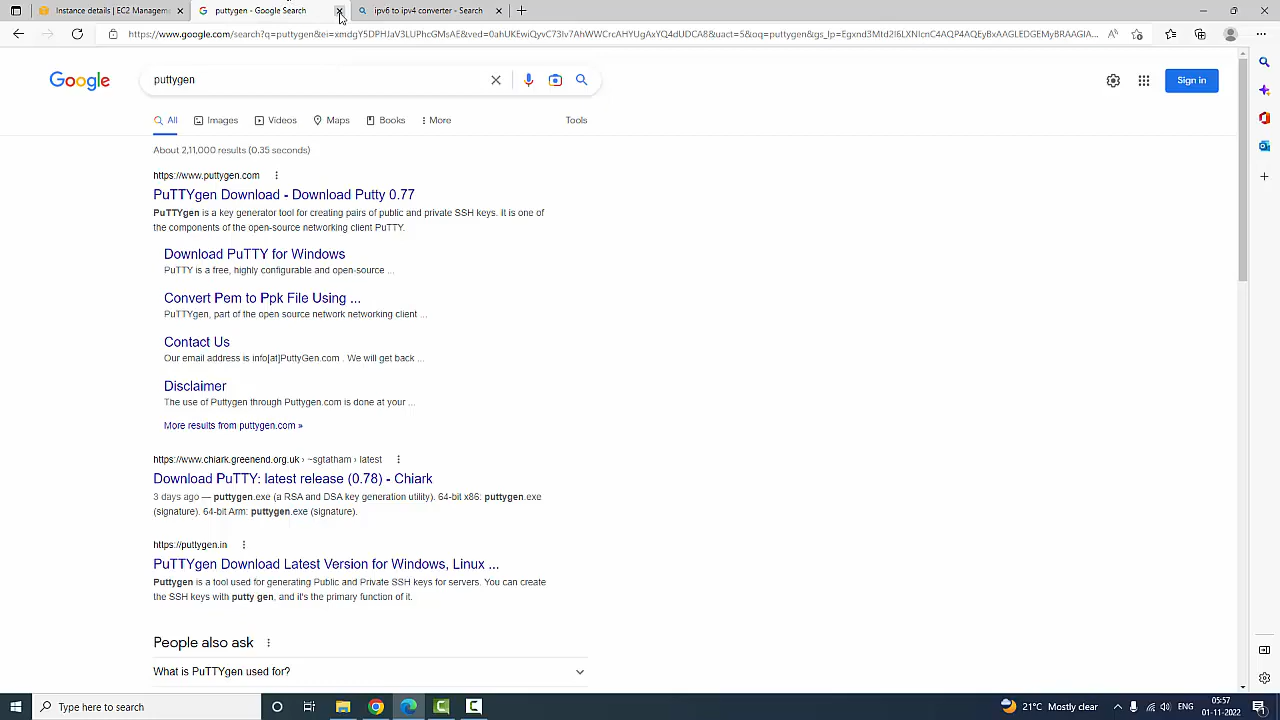 Instance details | EC2 Managem
puttygen - Google Search
ipv6 to ipv4 converter - Search
https://www.google.com/search?q=puttygen&ei=
Google
puttygen
Sign in
All
Images
Videos
Maps
Books
More
Tools
About 2,11,000 results (0.35 seconds)
https://www.puttygen.com
PuTTYgen Download - Download Putty 0.77
PuTTYgen is a key generator tool for creating pairs of public and private SSH keys. It is one of
the components of the open-source networking client PuTTY.
Download PuTTY for Windows
PuTTY is a free, highly configurable and open-source ...
Convert Pem to Ppk File Using ...
PuTTYgen, part of the open source network networking client ...
Contact Us
Our email address is info[at]PuttyGen.com . We will get back ...
Disclaimer
The use of Puttygen through Puttygen.com is done at your ...
More results from puttygen.com »
https://www.chiark.greenend.org.uk › ~sgtatham › latest
Download PuTTY: latest release (0.78) - Chiark
3 days ago — puttygen.exe (a RSA and DSA key generation utility). 64-bit x86: puttygen.exe
(signature). 64-bit Arm: puttygen.exe (signature).
https://puttygen.in
PuTTYgen Download Latest Version for Windows, Linux ...
Puttygen is a tool used for generating Public and Private SSH keys for servers. You can create
the SSH keys with putty gen, and it's the primary function of it.
People also ask
What is PuTTYgen used for?
Type here to search
21°C Mostly clear
ENG
05:57
01-11-2022